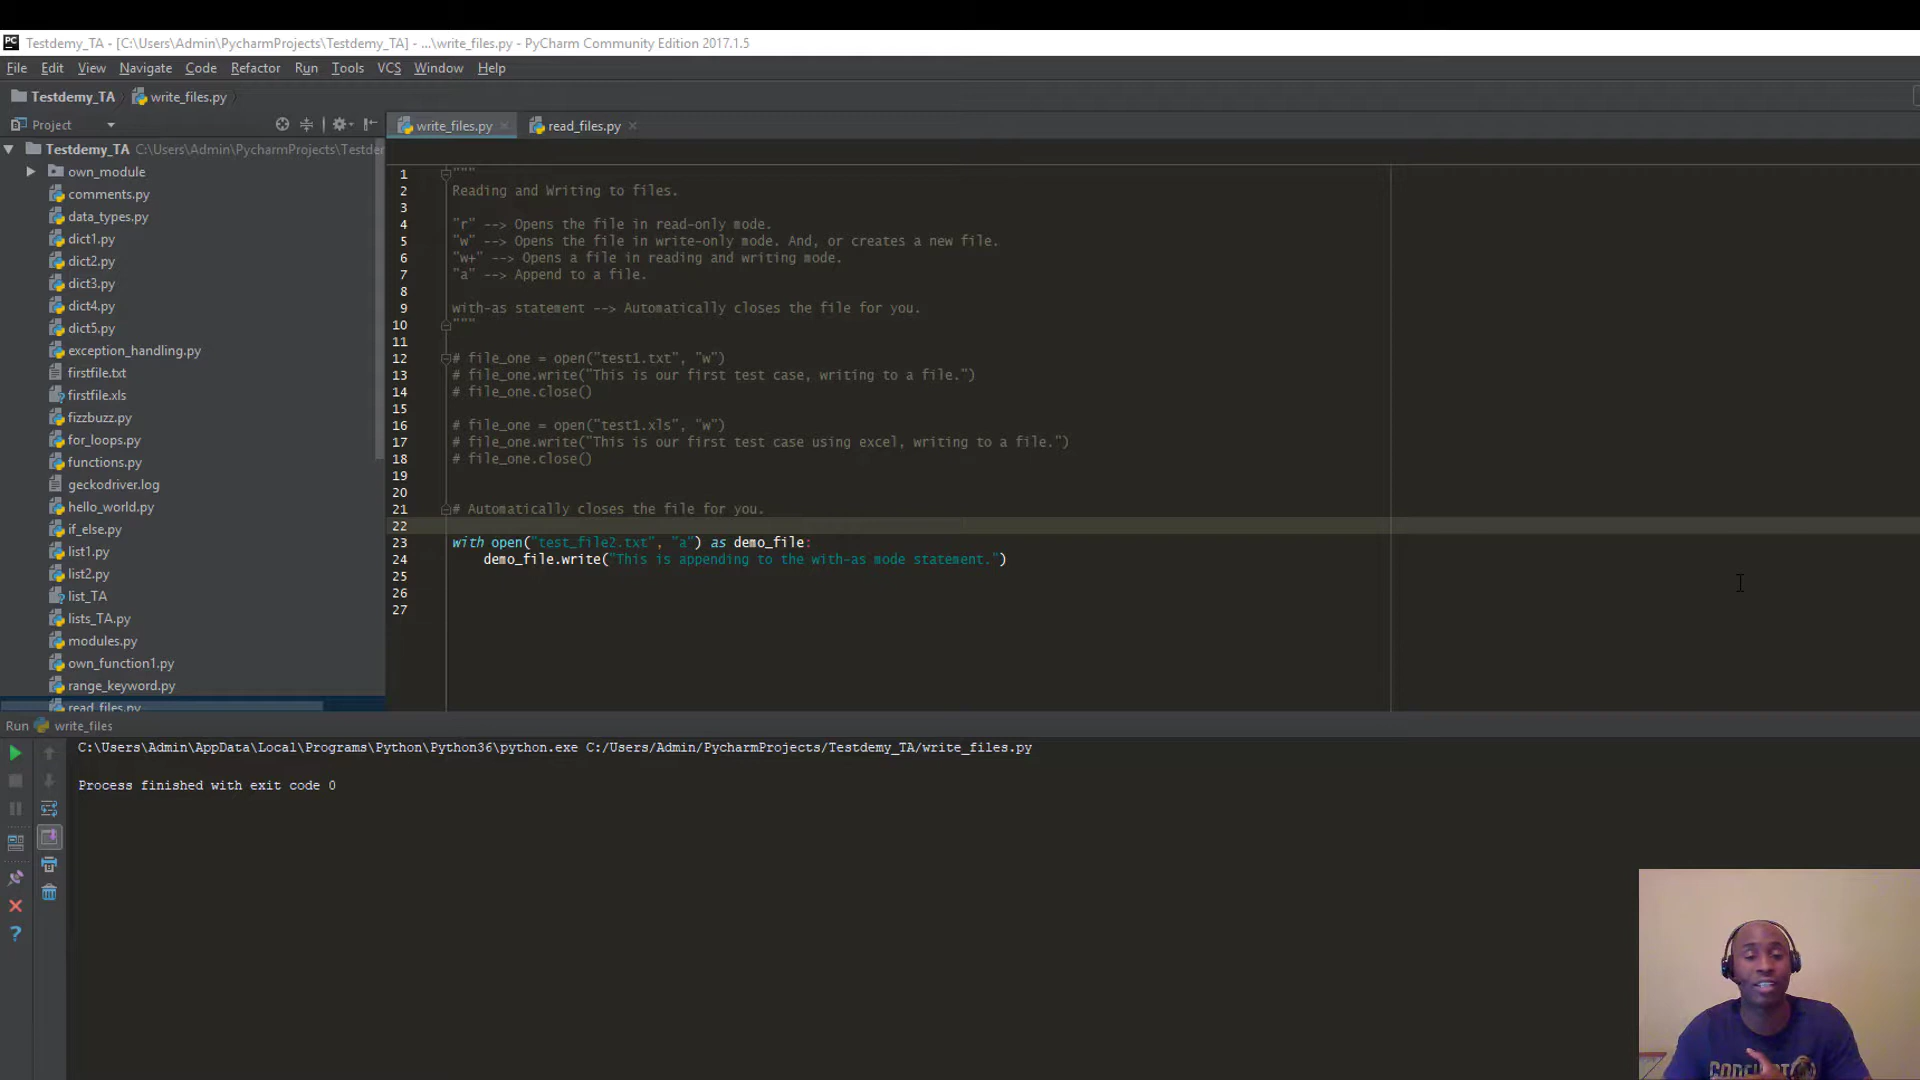 Testdemy_TA - [C:\Users\Admin\PycharmProjects\Testdemy_TA] - ...\write_files.py - PyCharm Community Edition 2017.1.5
File Edit View Navigate Code Refactor Run Tools VCS Window Help
Testdemy_TA write_files.py
Project
write_files.py read_files.py
Testdemy_TA C:\Users\Admin\PycharmProjects\Testder
own_module
comments.py
data_types.py
dict1.py
dict2.py
dict3.py
dict4.py
dict5.py
exception_handling.py
firstfile.txt
firstfile.xls
fizzbuzz.py
for_loops.py
functions.py
geckodriver.log
hello_world.py
if_else.py
list1.py
list2.py
list_TA
lists_TA.py
modules.py
own_function1.py
range_keyword.py
read_files.py
1 """
2 Reading and Writing to files.
3
4 "r" --> Opens the file in read-only mode.
5 "w" --> Opens the file in write-only mode. And, or creates a new file.
6 "w+" --> Opens a file in reading and writing mode.
7 "a" --> Append to a file.
8
9 with-as statement --> Automatically closes the file for you.
10 """
11
12 # file_one = open("test1.txt", "w")
13 # file_one.write("This is our first test case, writing to a file.")
14 # file_one.close()
15
16 # file_one = open("test1.xls", "w")
17 # file_one.write("This is our first test case using excel, writing to a file.")
18 # file_one.close()
19
20
21 # Automatically closes the file for you.
22
23 with open("test_file2.txt", "a") as demo_file:
24 demo_file.write("This is appending to the with-as mode statement.")
25
26
27
Run write_files
C:\Users\Admin\AppData\Local\Programs\Python\Python36\python.exe C:/Users/Admin/PycharmProjects/Testdemy_TA/write_files.py
Process finished with exit code 0